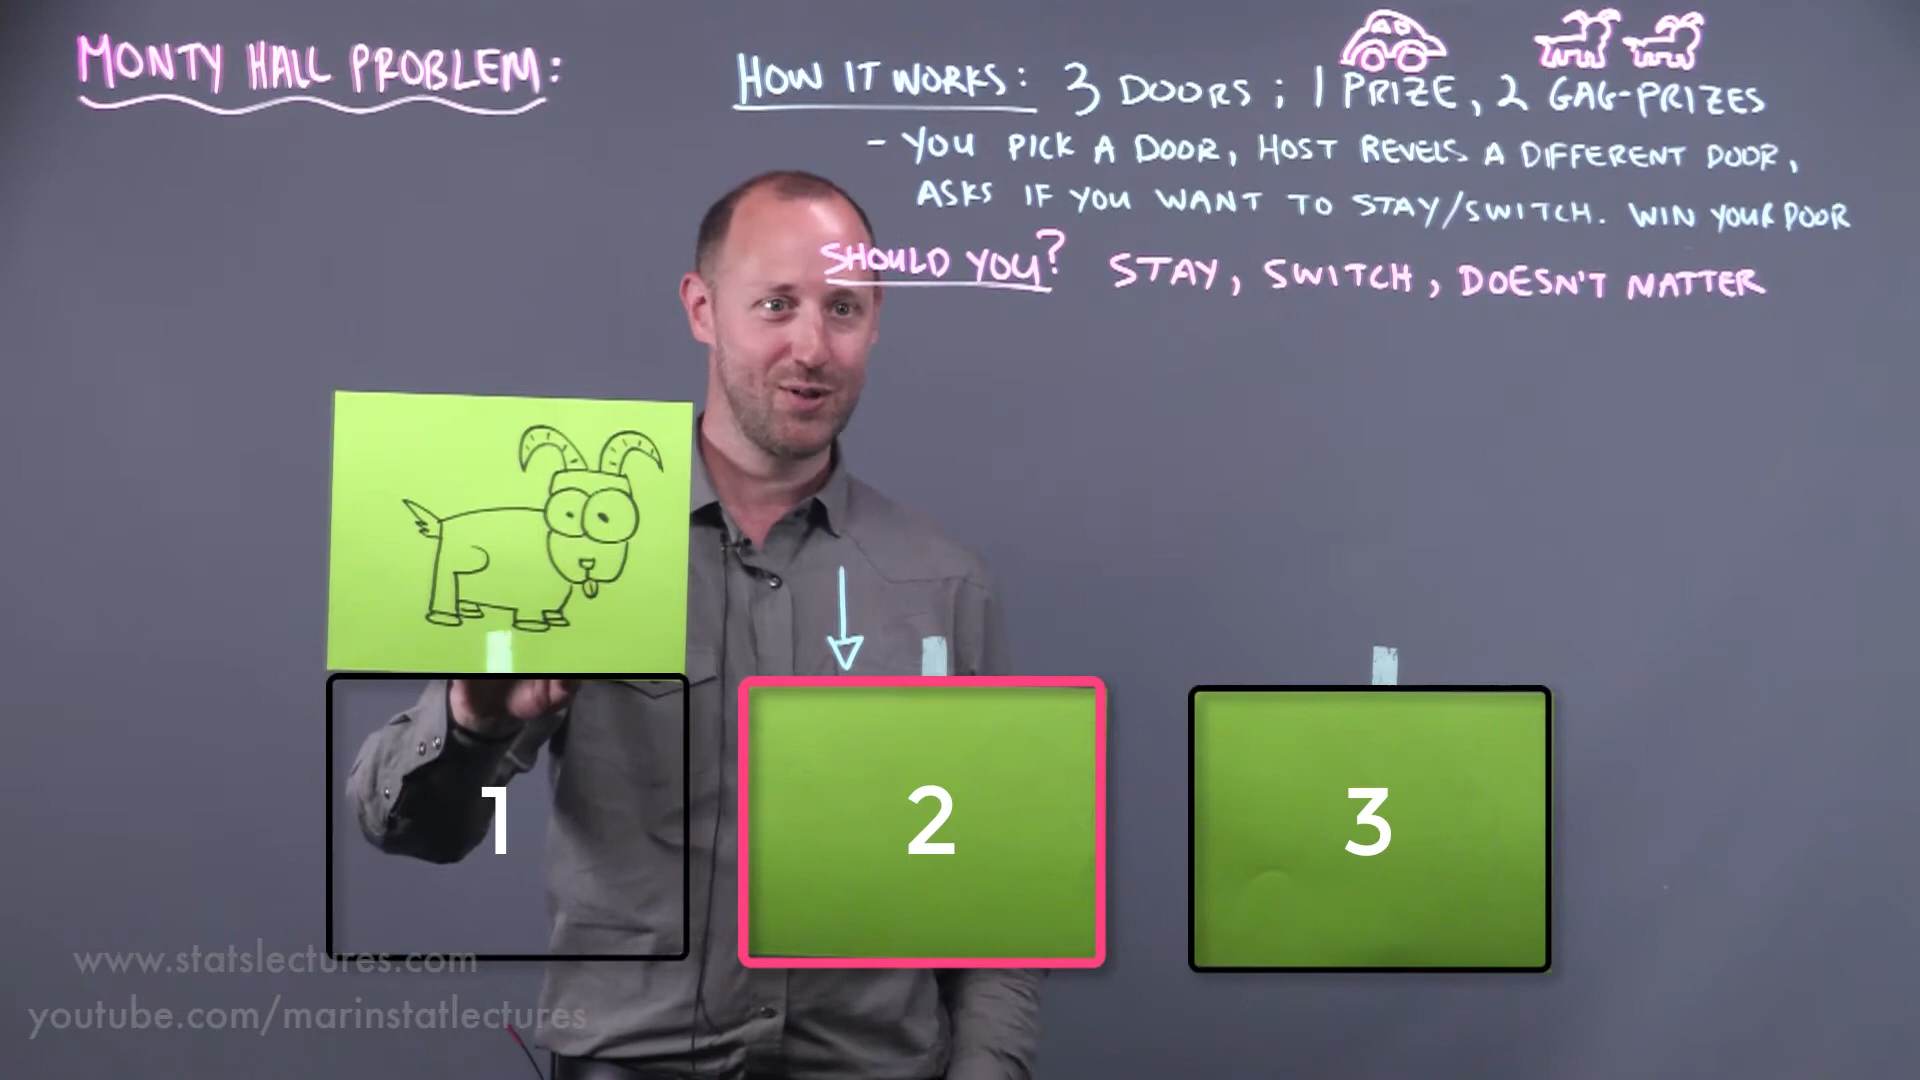 MONTY HALL PROBLEM:
HOW IT WORKS: 3 DOORS; 1 PRIZE, 2 GAG-PRIZES
- YOU PICK A DOOR, HOST REVELS A DIFFERENT DOOR,
ASKS IF YOU WANT TO STAY/SWITCH. WIN YOUR DOOR
SHOULD YOU? STAY, SWITCH, DOESN'T MATTER
1
2
3
www.statslectures.com
youtube.com/marinstatlectures